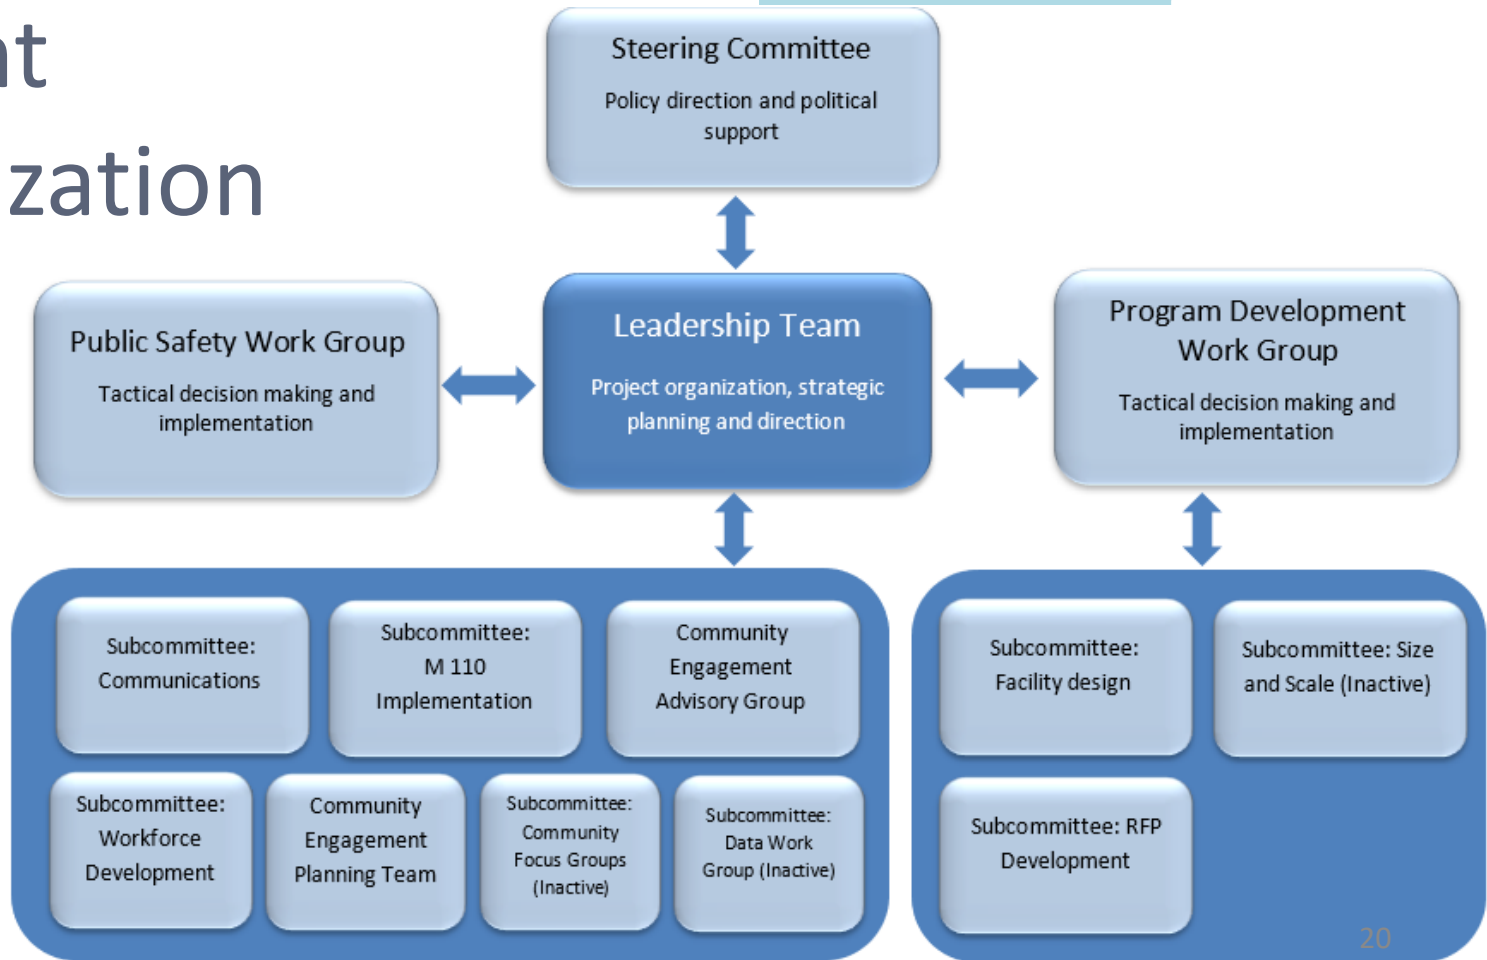 nt
zation
Steering Committee
Policy direction and political
support
Public Safety Work Group
Tactical decision making and
implementation
Leadership Team
Project organization, strategic
planning and direction
Program Development
Work Group
Tactical decision making and
implementation
Subcommittee:
Communications
Subcommittee:
M 110
Implementation
Community
Engagement
Advisory Group
Subcommittee:
Workforce
Development
Community
Engagement
Planning Team
Subcommittee:
Community
Focus Groups
(Inactive)
Subcommittee:
Data Work
Group (Inactive)
Subcommittee:
Facility design
Subcommittee: Size
and Scale (Inactive)
Subcommittee: RFP
Development
20